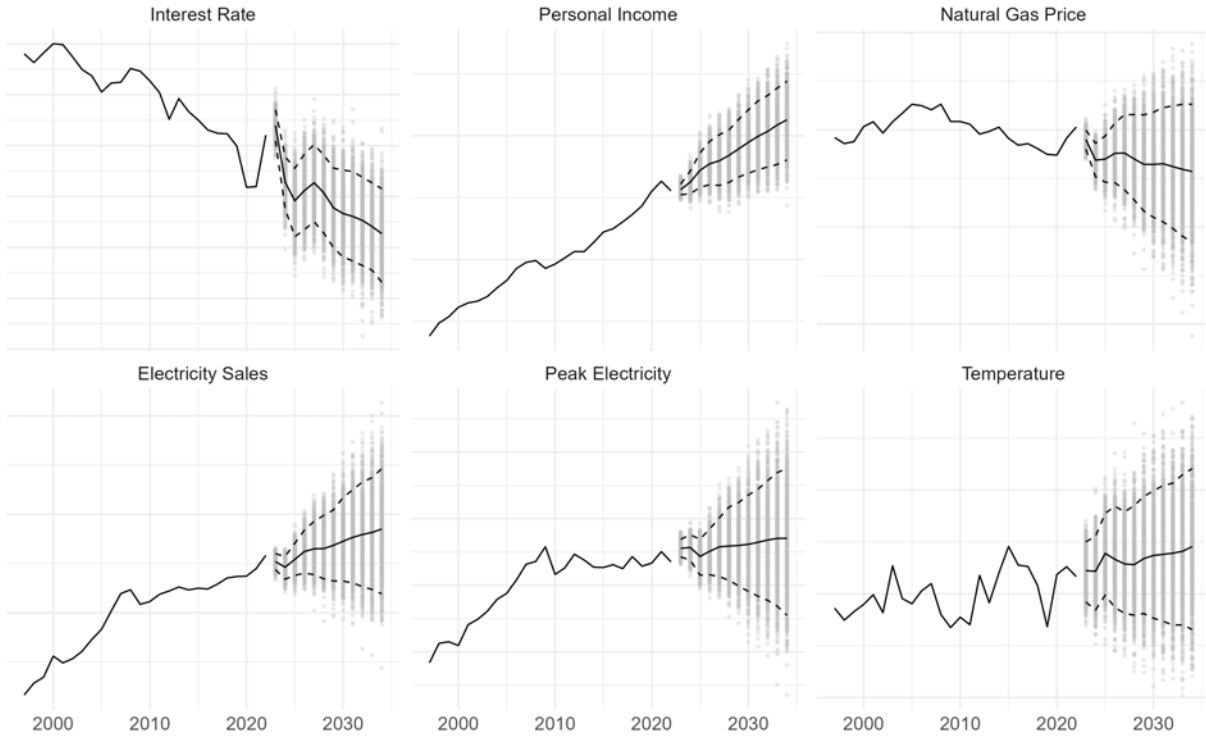 Interest Rate
Personal Income
Natural Gas Price
Electricity Sales
Peak Electricity
Temperature
2000 2010 2020 2030
2000 2010 2020 2030
2000 2010 2020 2030